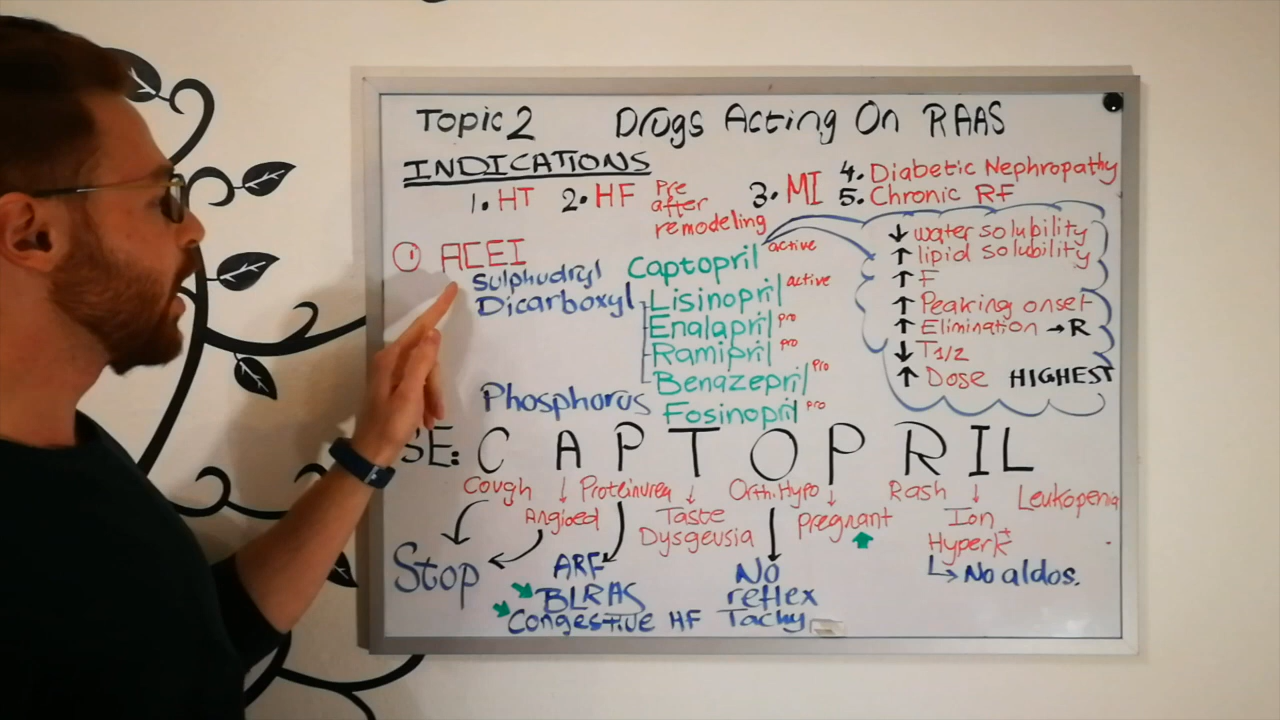 Topic 2 Drugs Acting On RAAS
INDICATIONS
1. HT 2. HF Pre after remodeling 3. MI 4. Diabetic Nephropathy
5. Chronic RF
① ACEI
Sulphudryl Captopril active
Dicarboxyl Lisinopril active
Enalapril pro
Ramipril pro
Benazepril pro
Phosphorus Fosinopril pro
↓ water solubility
↑ lipid solubility
↑ F
↑ Peaking onset
↑ Elimination → R
↓ T1/2
↑ Dose HIGHEST
SE: C A P T O P R I L
Cough Proteinurea Orth.Hypo Rash Leukopenia
Angioed Taste Dysgeusia pregnant Ion HyperK±
Stop ARF No reflex Tachy ↳ No aldos.
BLRAS
Congestive HF